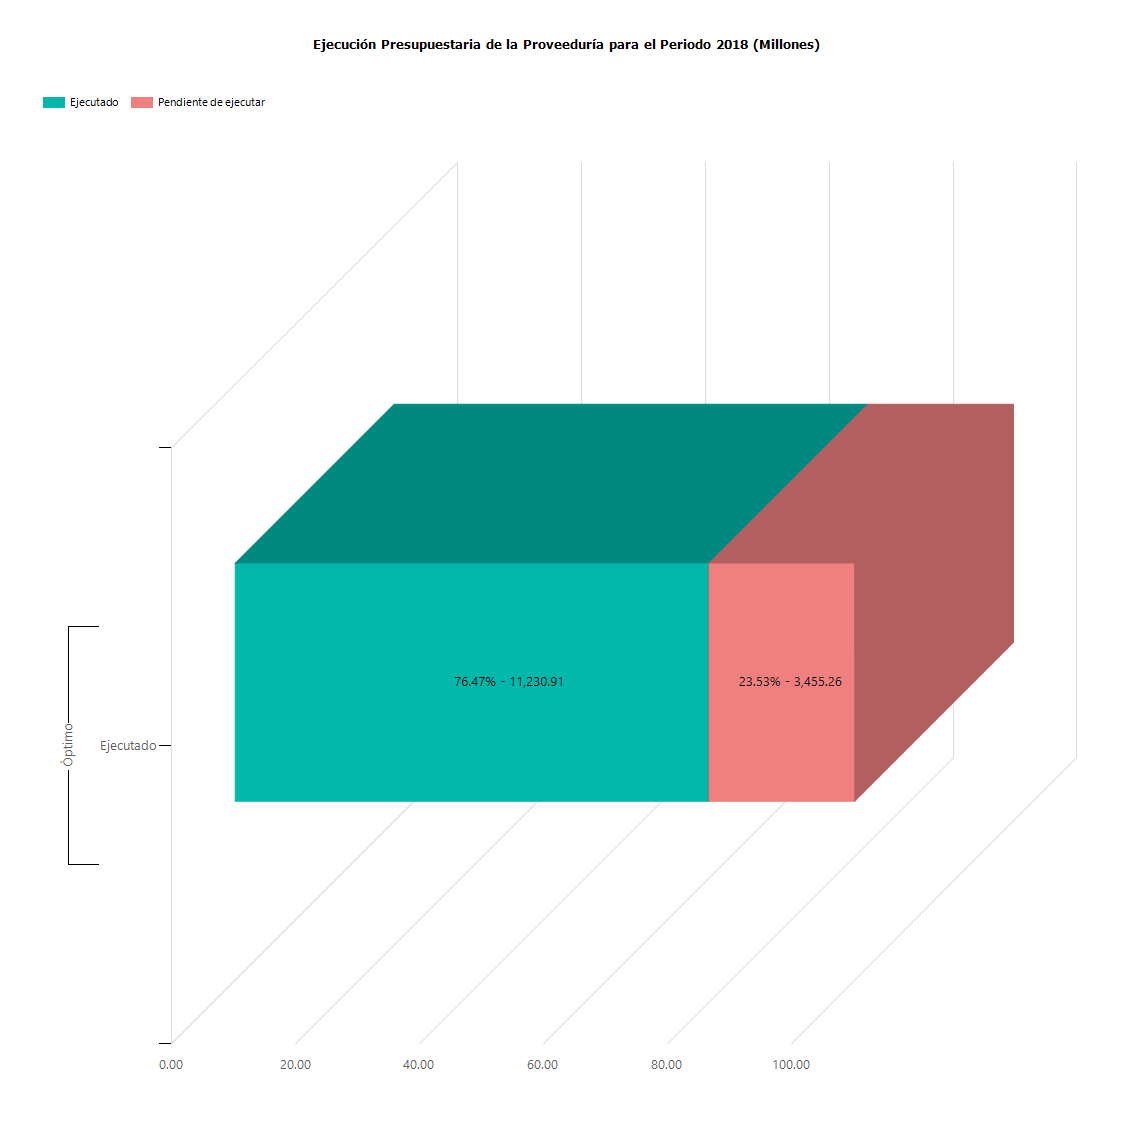 Ejecución Presupuestaria de la Proveeduría para el Periodo 2018 (Millones)
Ejecutado
Pendiente de ejecutar
76.47% - 11,230.91
23.53% - 3,455.26
Óptimo
Ejecutado
0.00
20.00
40.00
60.00
80.00
100.00